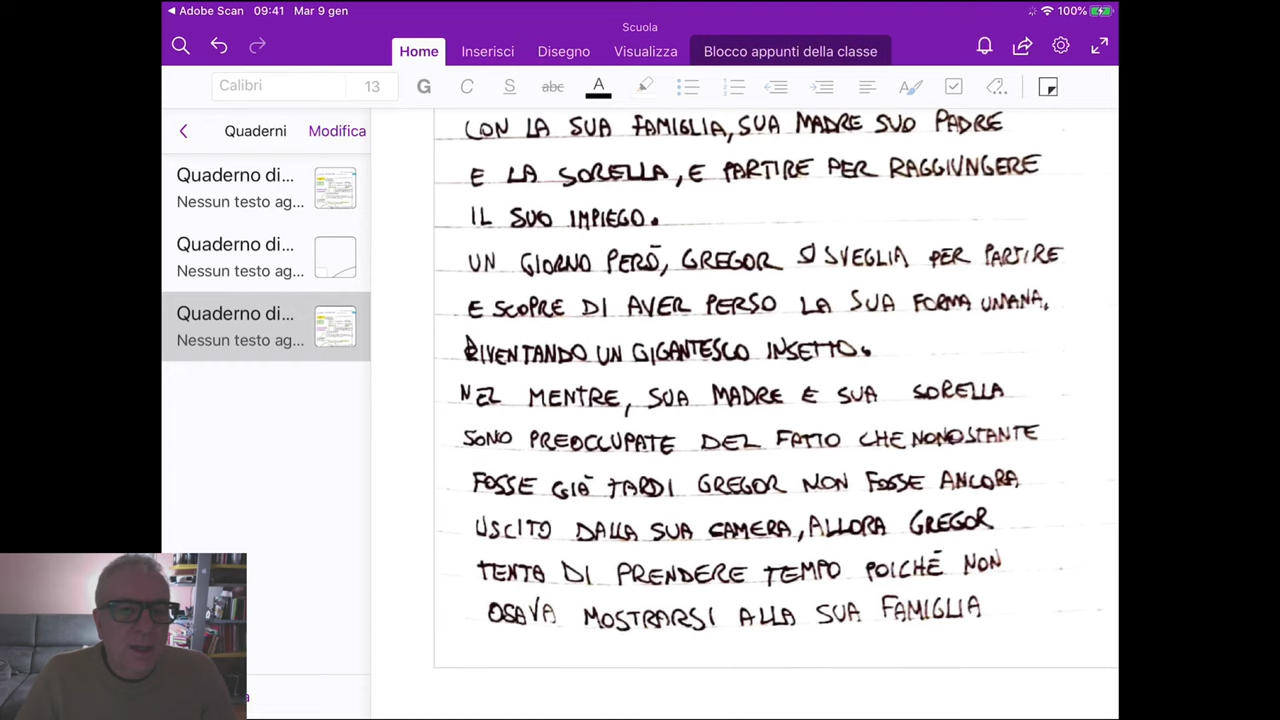 Adobe Scan 09:41 Mar 9 gen 100%
Scuola
Home Inserisci Disegno Visualizza Blocco appunti della classe
Calibri 13 G C S abc A
Quaderni Modifica
Quaderno di...
Nessun testo ag...
Quaderno di...
Nessun testo ag...
Quaderno di...
Nessun testo ag...
CON LA SUA FAMIGLIA, SUA MADRE SUO PADRE
E LA SORELLA, E PARTIRE PER RAGGIUNGERE
IL SUO IMPIEGO.
UN GIORNO PERÒ, GREGOR SI SVEGLIA PER PARTIRE
E SCOPRE DI AVER PERSO LA SUA FORMA UMANA,
DIVENTANDO UN GIGANTESCO INSETTO.
NEL MENTRE, SUA MADRE E SUA SORELLA
SONO PREOCCUPATE DEL FATTO CHE NONOSTANTE
FOSSE GIÀ TARDI GREGOR NON FOSSE ANCORA
USCITO DALLA SUA CAMERA, ALLORA GREGOR
TENTA DI PRENDERE TEMPO POICHÉ NON
OSAVA MOSTRARSI ALLA SUA FAMIGLIA